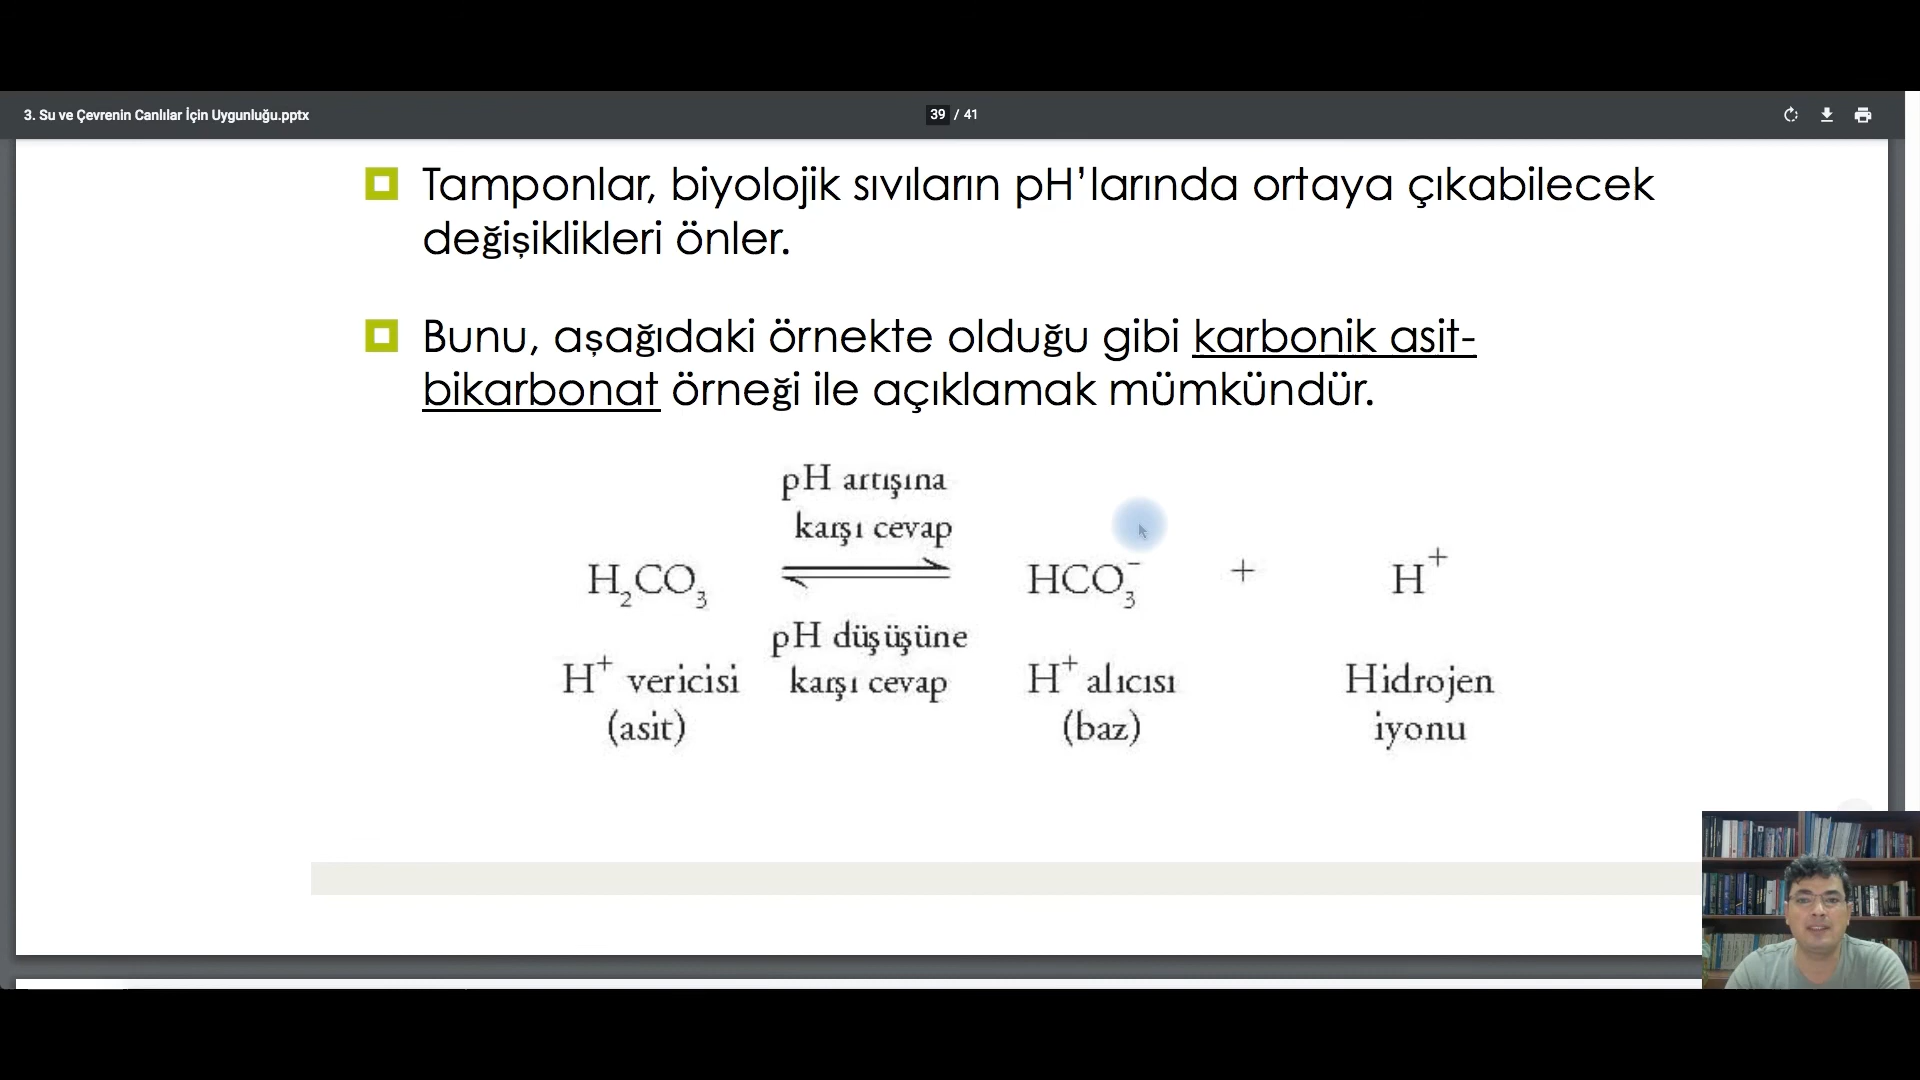 3. Su ve Çevrenin Canlılar İçin Uygunluğu.pptx
39 / 41
Tamponlar, biyolojik sıvıların pH’larında ortaya çıkabilecek
değişiklikleri önler.
Bunu, aşağıdaki örnekte olduğu gibi karbonik asit-
bikarbonat örneği ile açıklamak mümkündür.
pH artışına
karşı cevap
H₂CO₃ ⇌ HCO₃⁻ + H⁺
pH düşüşüne
karşı cevap
H⁺ vericisi
(asit)
H⁺ alıcısı
(baz)
Hidrojen
iyonu